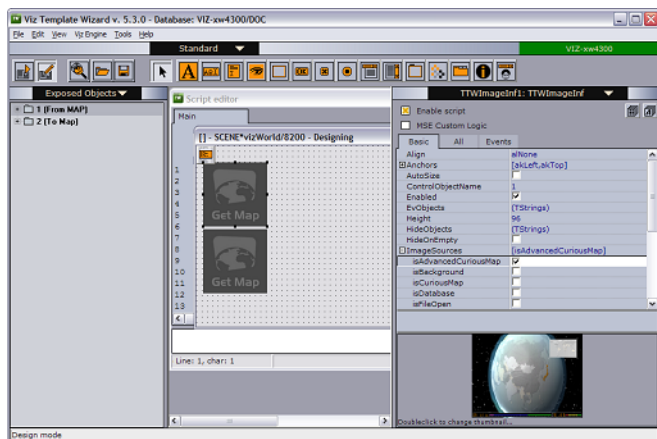 Viz Template Wizard v. 5.3.0 - Database: VIZ-xw4300/DOC
File Edit View Viz Engine Tools Help
Standard
VIZ-xw4300
A
ABI
OK
Exposed Objects
Script editor
TTWImageInf1: TTWImageInf
1 (From MAP)
2 (To Map)
Main
Enable script
MSE Custom Logic
[] - SCENE*vizWorld/8200 - Designing
Basic All Events
Align alNone
Anchors [akLeft,akTop]
AutoSize
ControlObjectName 1
Enabled
EvObjects (TStrings)
Height 96
HideObjects (TStrings)
HideOnEmpty
ImageSources [isAdvancedCuriousMap]
isAdvancedCuriousMap
isBackground
isCuriousMap
isDatabase
isFileOpen
1
2
3
4
5
6
7
8
9
10
11
12
13
Get Map
Get Map
Line: 1, char: 1
Doubleclick to change thumbnail...
Design mode